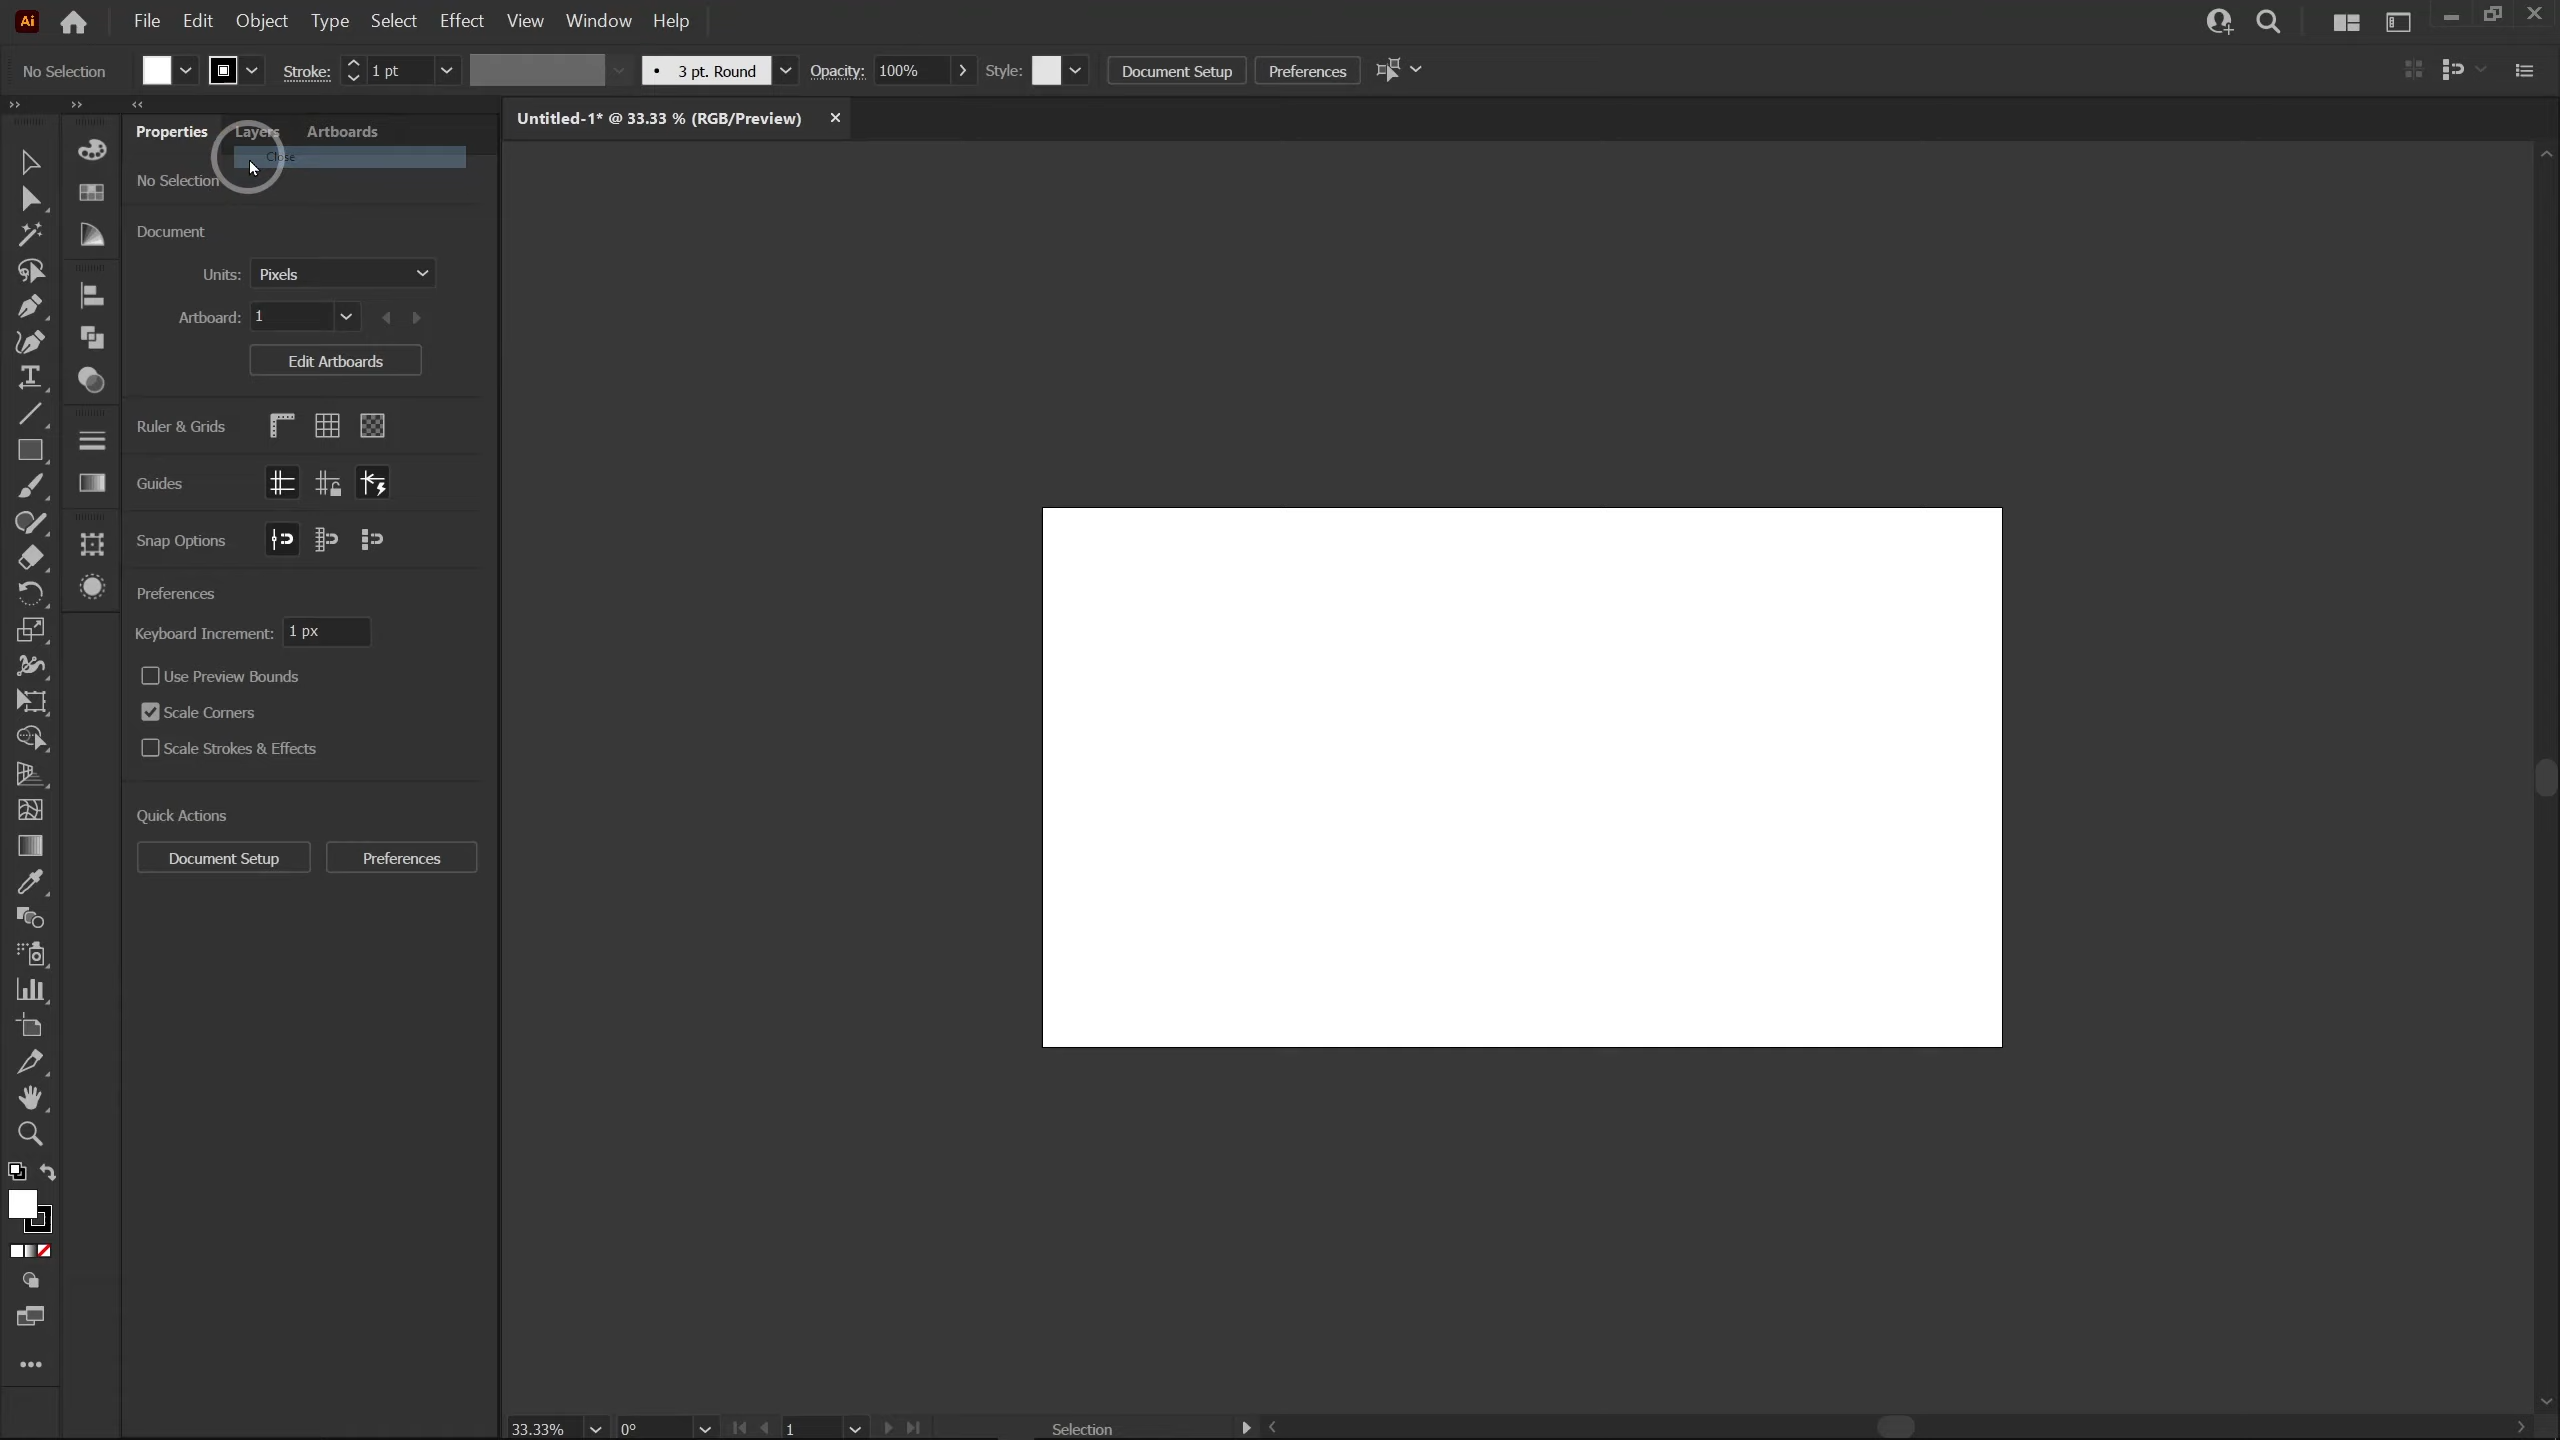 Ai File Edit Object Type Select Effect View Window Help
No Selection Stroke: 1 pt 3 pt. Round Opacity: 100% Style: Document Setup Preferences
Untitled-1* @ 33.33 % (RGB/Preview)
Properties Layers Artboards
Close
No Selection
Document
Units: Pixels
Artboard: 1
Edit Artboards
Ruler & Grids
Guides
Snap Options
Preferences
Keyboard Increment: 1 px
Use Preview Bounds
Scale Corners
Scale Strokes & Effects
Quick Actions
Document Setup Preferences
33.33% 0° 1 Selection